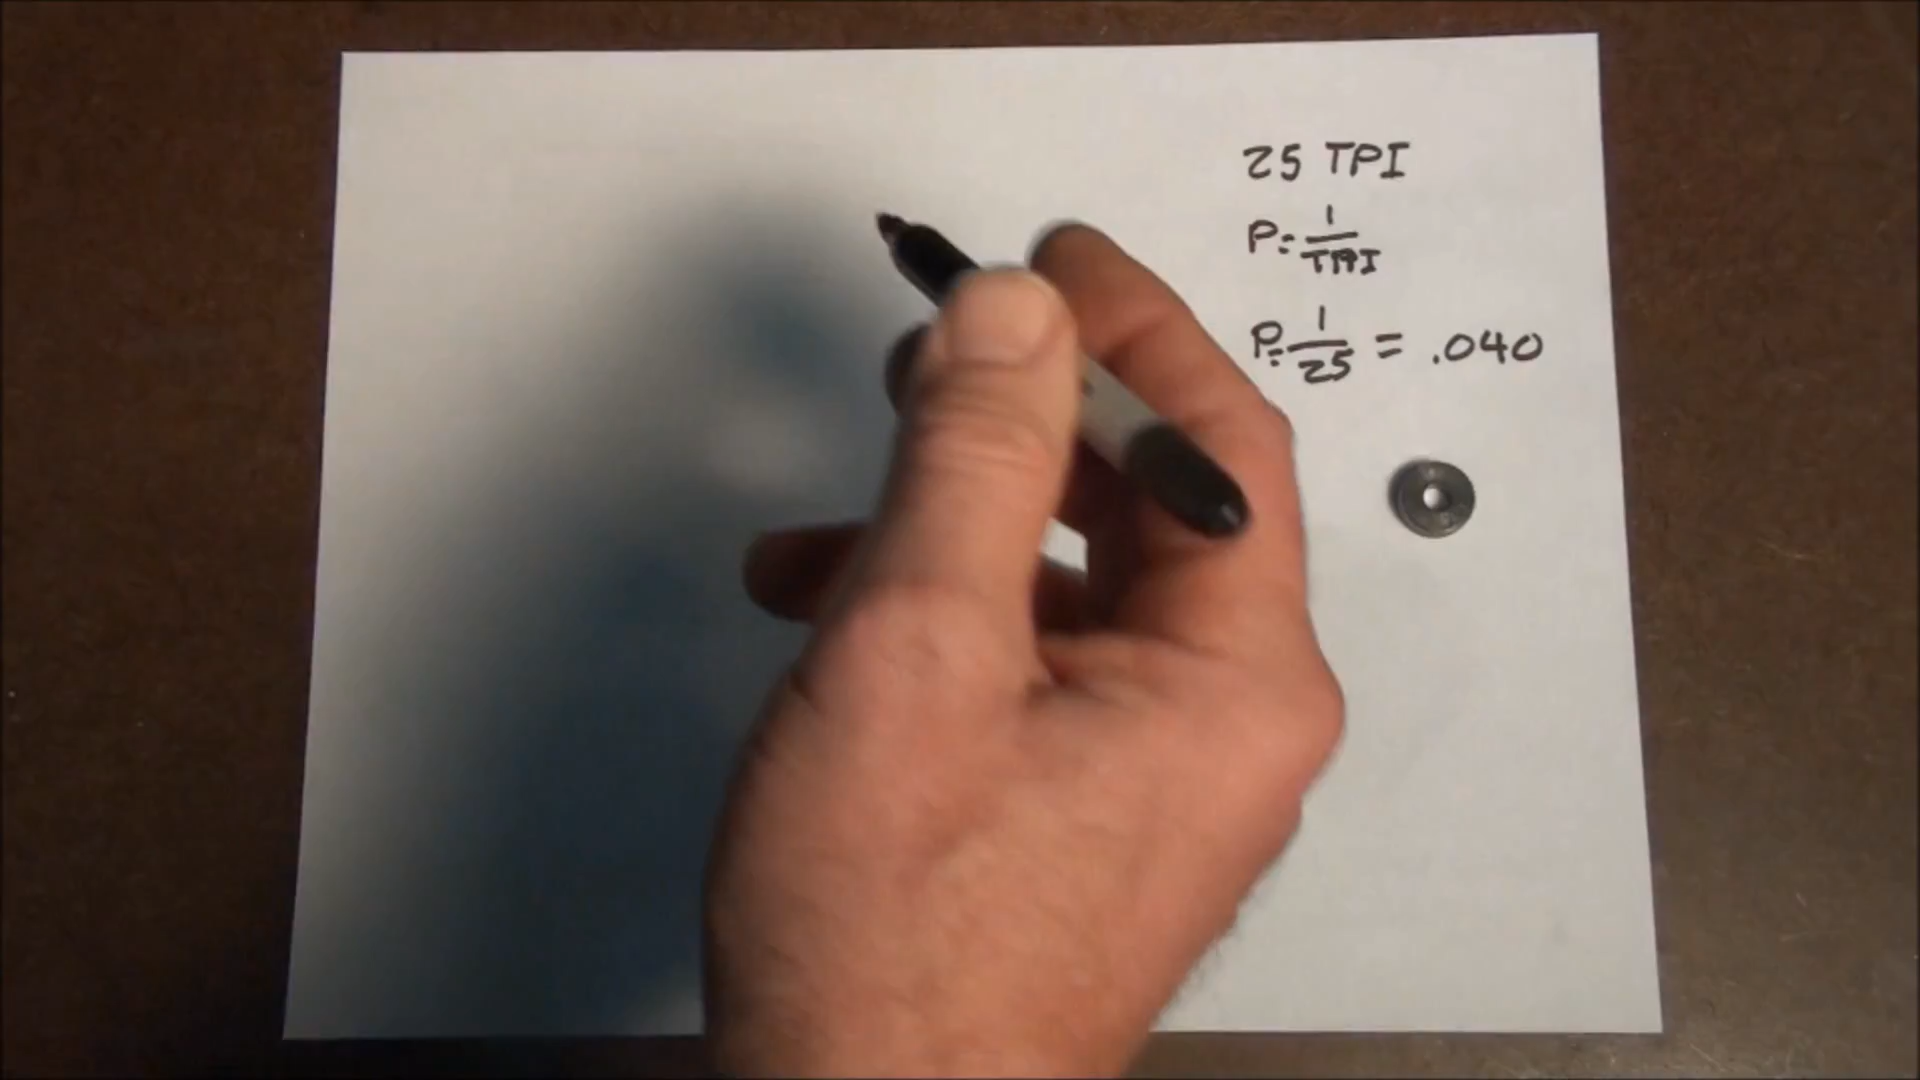 25 TPI
P= 1/TPI
P= 1/25 = .040